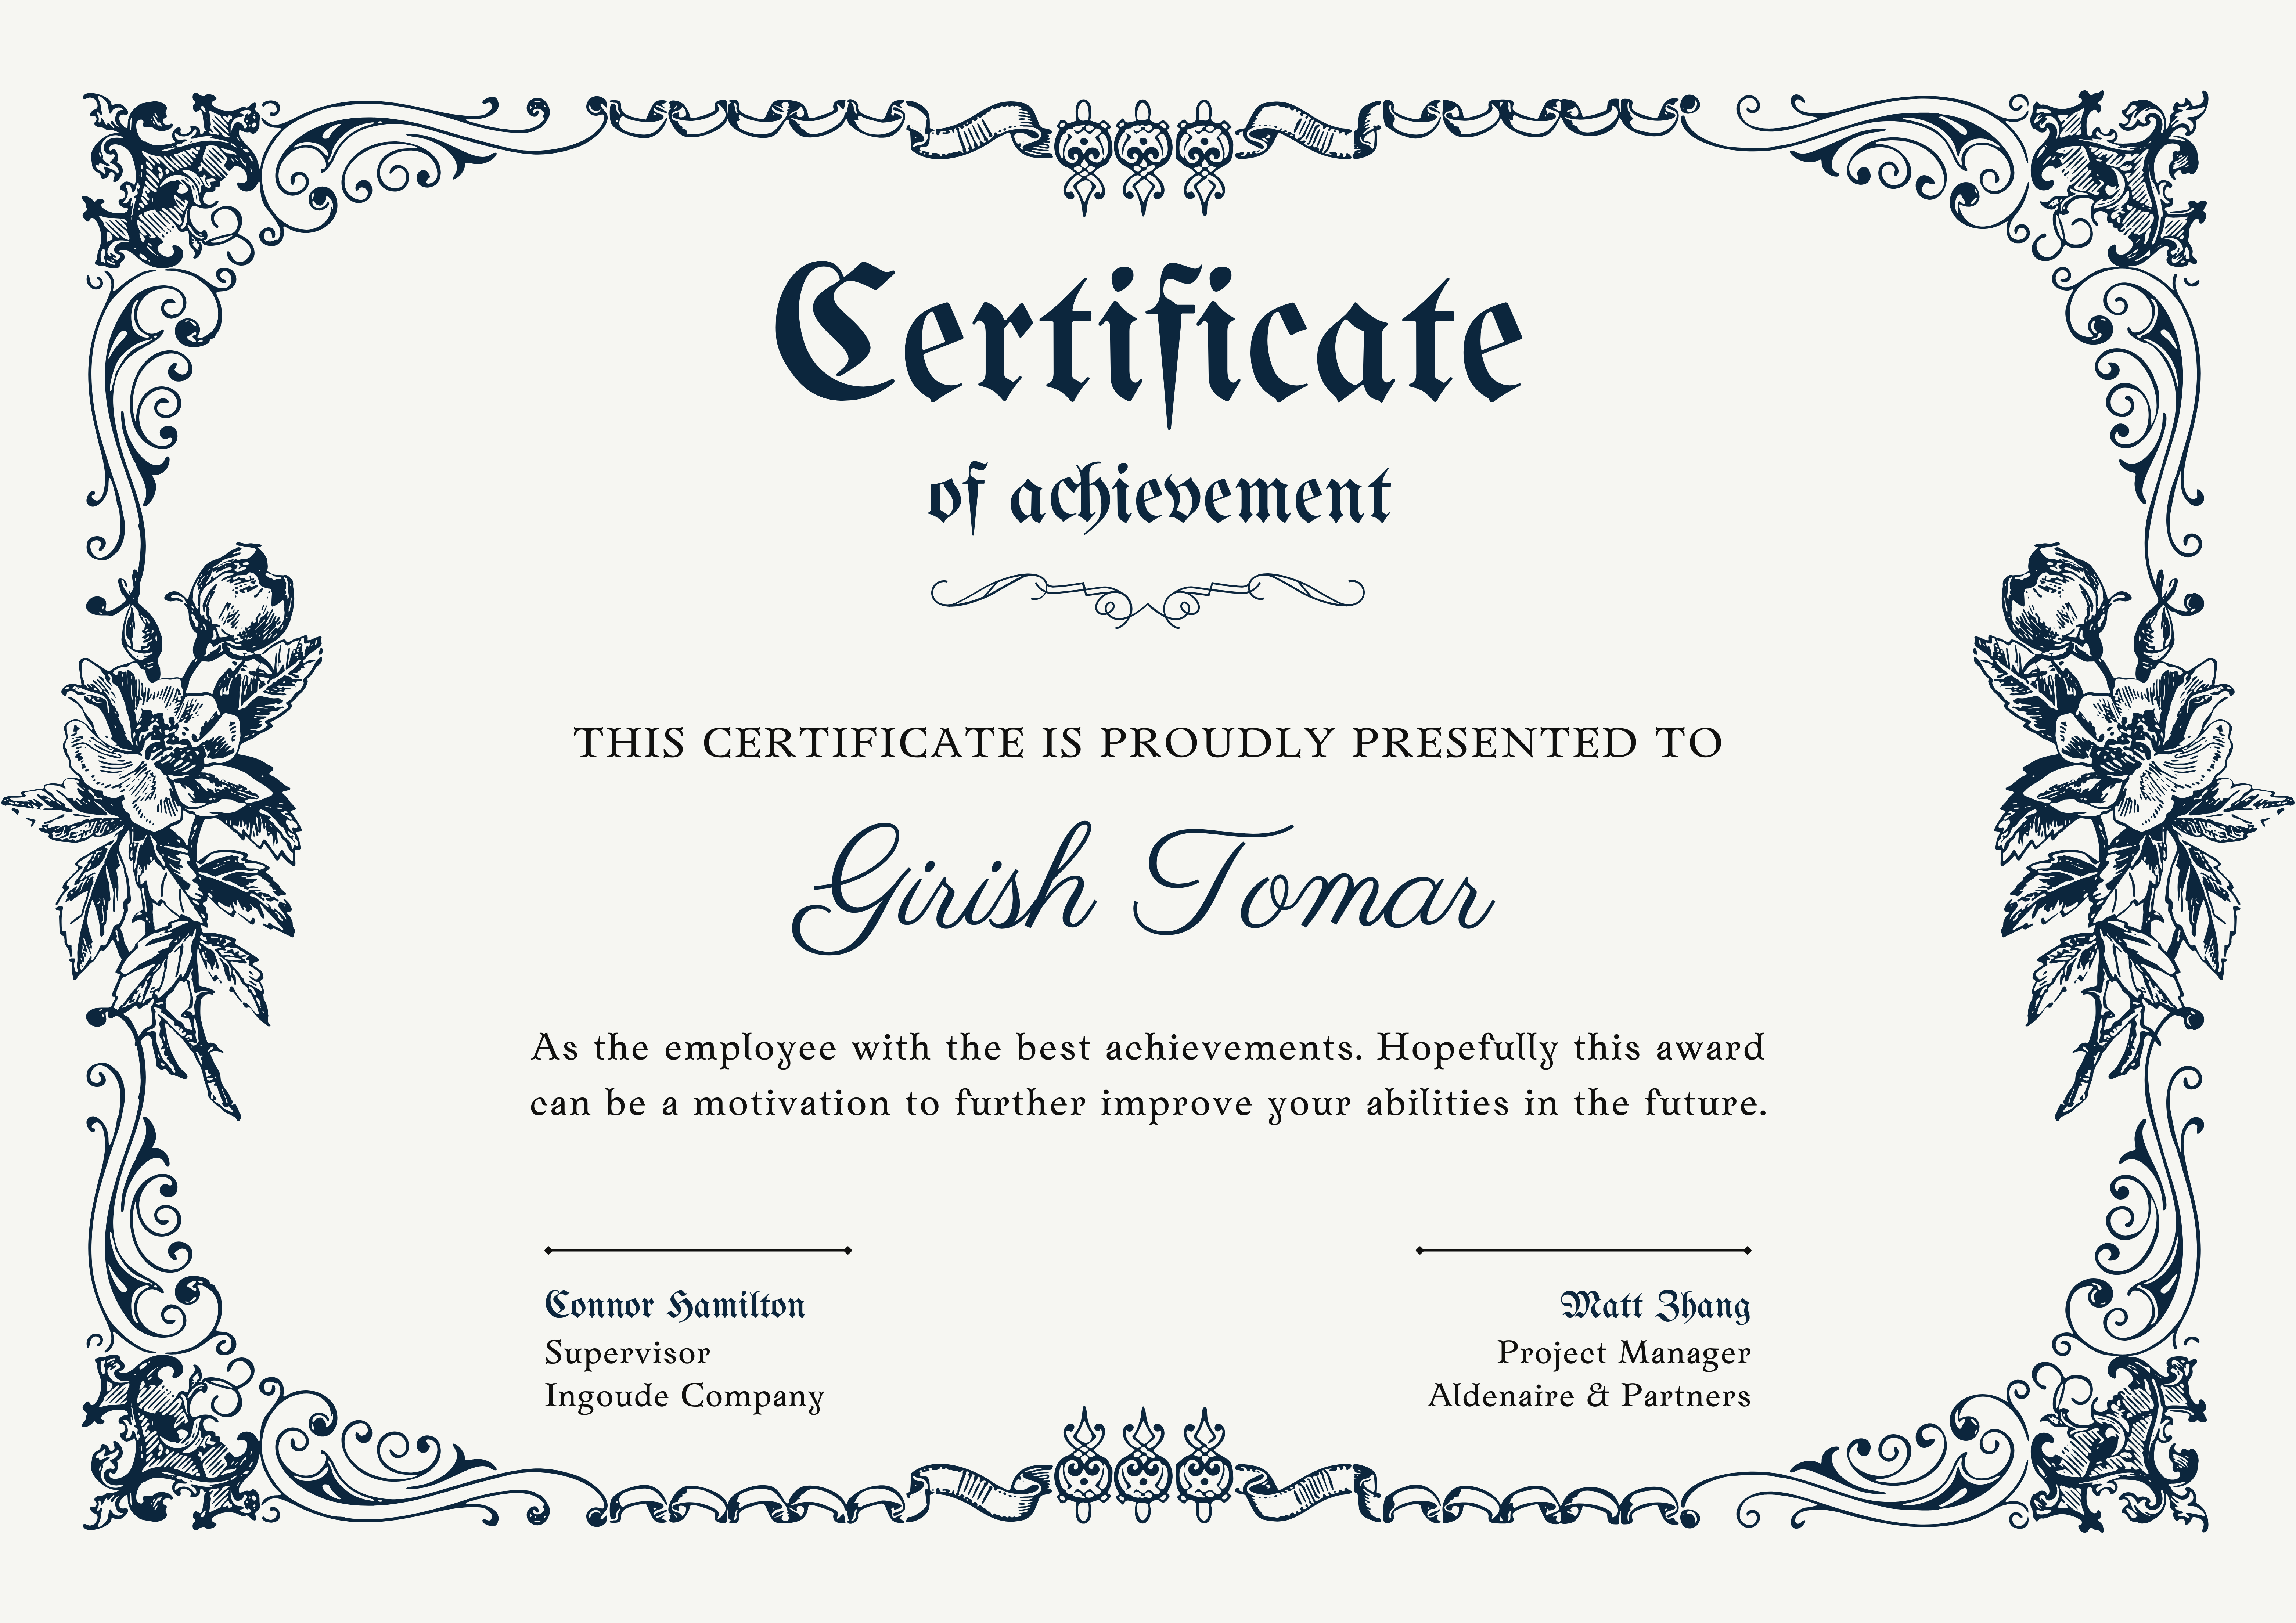 Certificate
of achievement
THIS CERTIFICATE IS PROUDLY PRESENTED TO
Girish Tomar
As the employee with the best achievements. Hopefully this award
can be a motivation to further improve your abilities in the future.
Connor Hamilton
Supervisor
Ingoude Company
Matt Zhang
Project Manager
Aldenaire & Partners